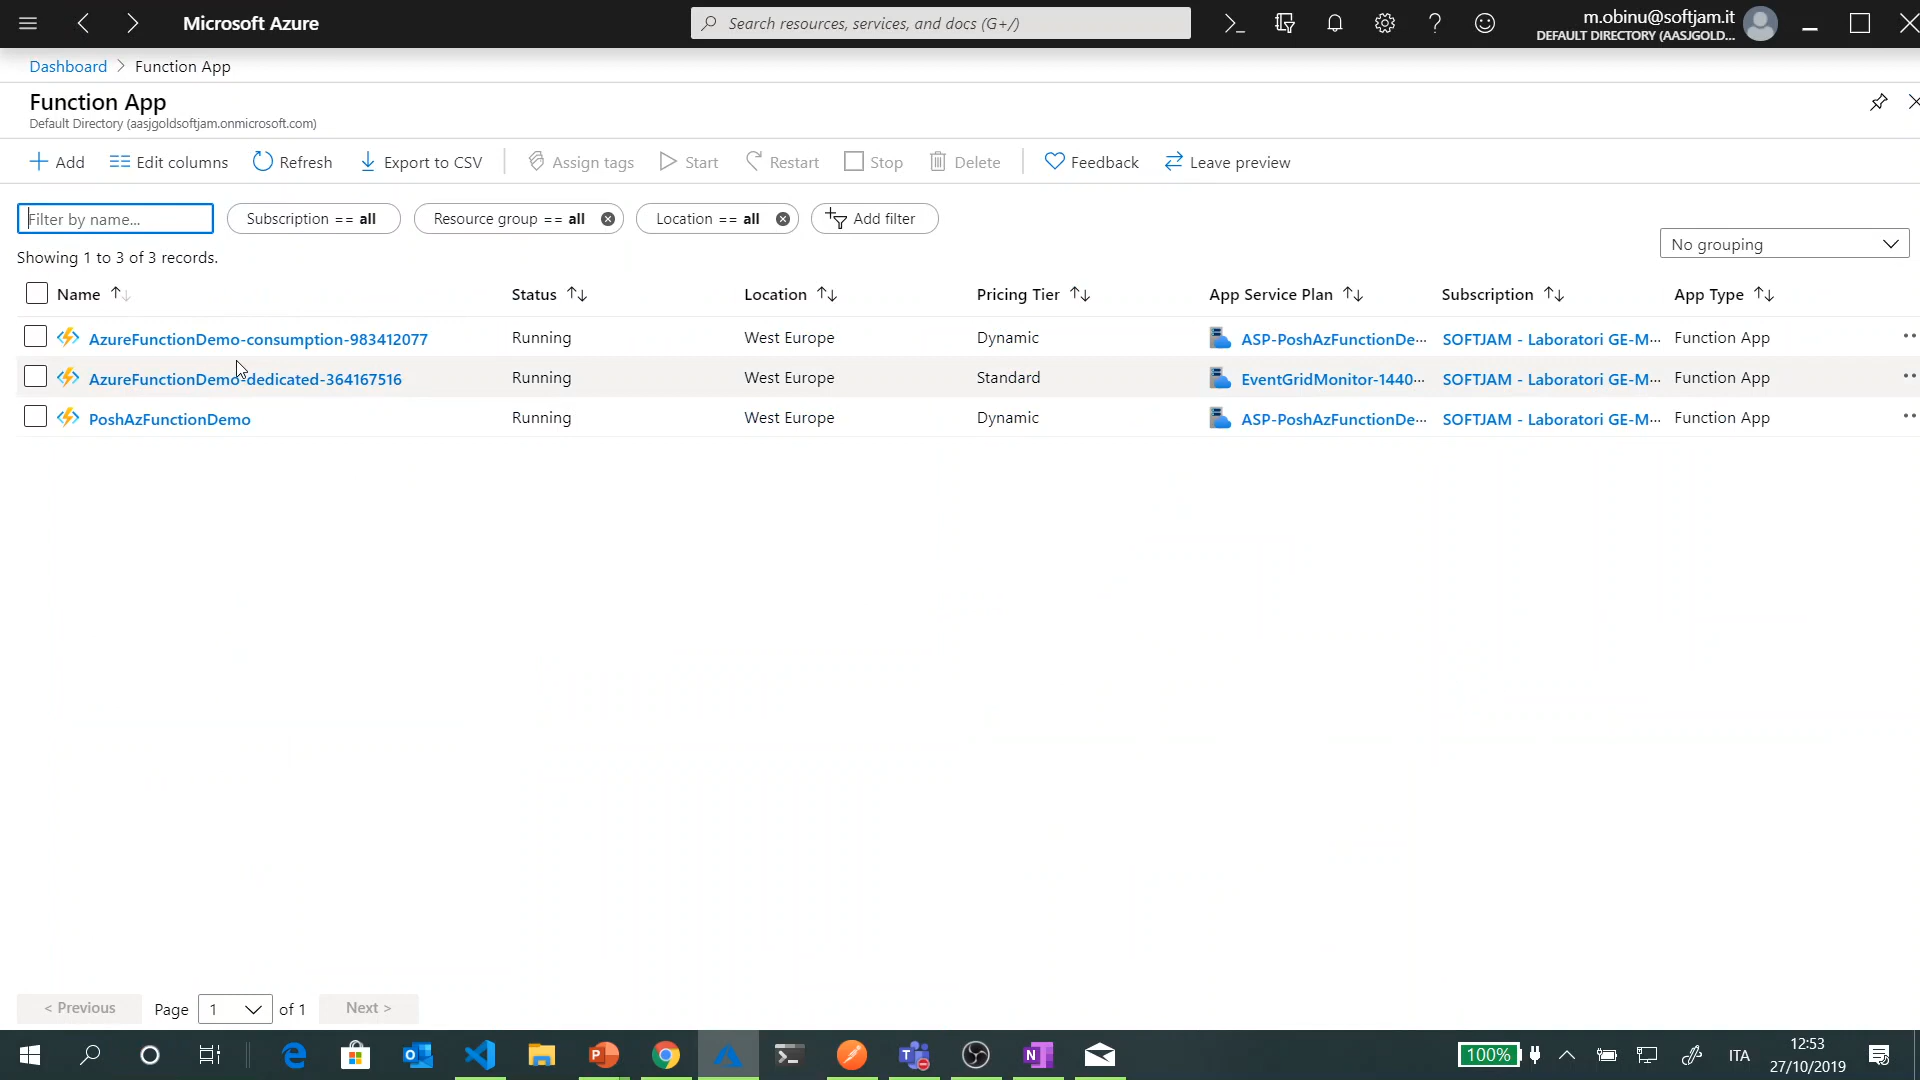 Microsoft Azure
Search resources, services, and docs (G+/)
m.obinu@softjam.it
DEFAULT DIRECTORY (AASJGOLD...
Dashboard > Function App
Function App
Default Directory (aasjgoldsoftjam.onmicrosoft.com)
Add Edit columns Refresh Export to CSV Assign tags Start Restart Stop Delete Feedback Leave preview
Filter by name... Subscription == all Resource group == all Location == all Add filter
Showing 1 to 3 of 3 records.
No grouping
Name Status Location Pricing Tier App Service Plan Subscription App Type
AzureFunctionDemo-consumption-983412077 Running West Europe Dynamic ASP-PoshAzFunctionDe... SOFTJAM - Laboratori GE-M... Function App
AzureFunctionDemo-dedicated-364167516 Running West Europe Standard EventGridMonitor-1440... SOFTJAM - Laboratori GE-M... Function App
PoshAzFunctionDemo Running West Europe Dynamic ASP-PoshAzFunctionDe... SOFTJAM - Laboratori GE-M... Function App
< Previous Page 1 of 1 Next >
100% ITA 12:53
27/10/2019